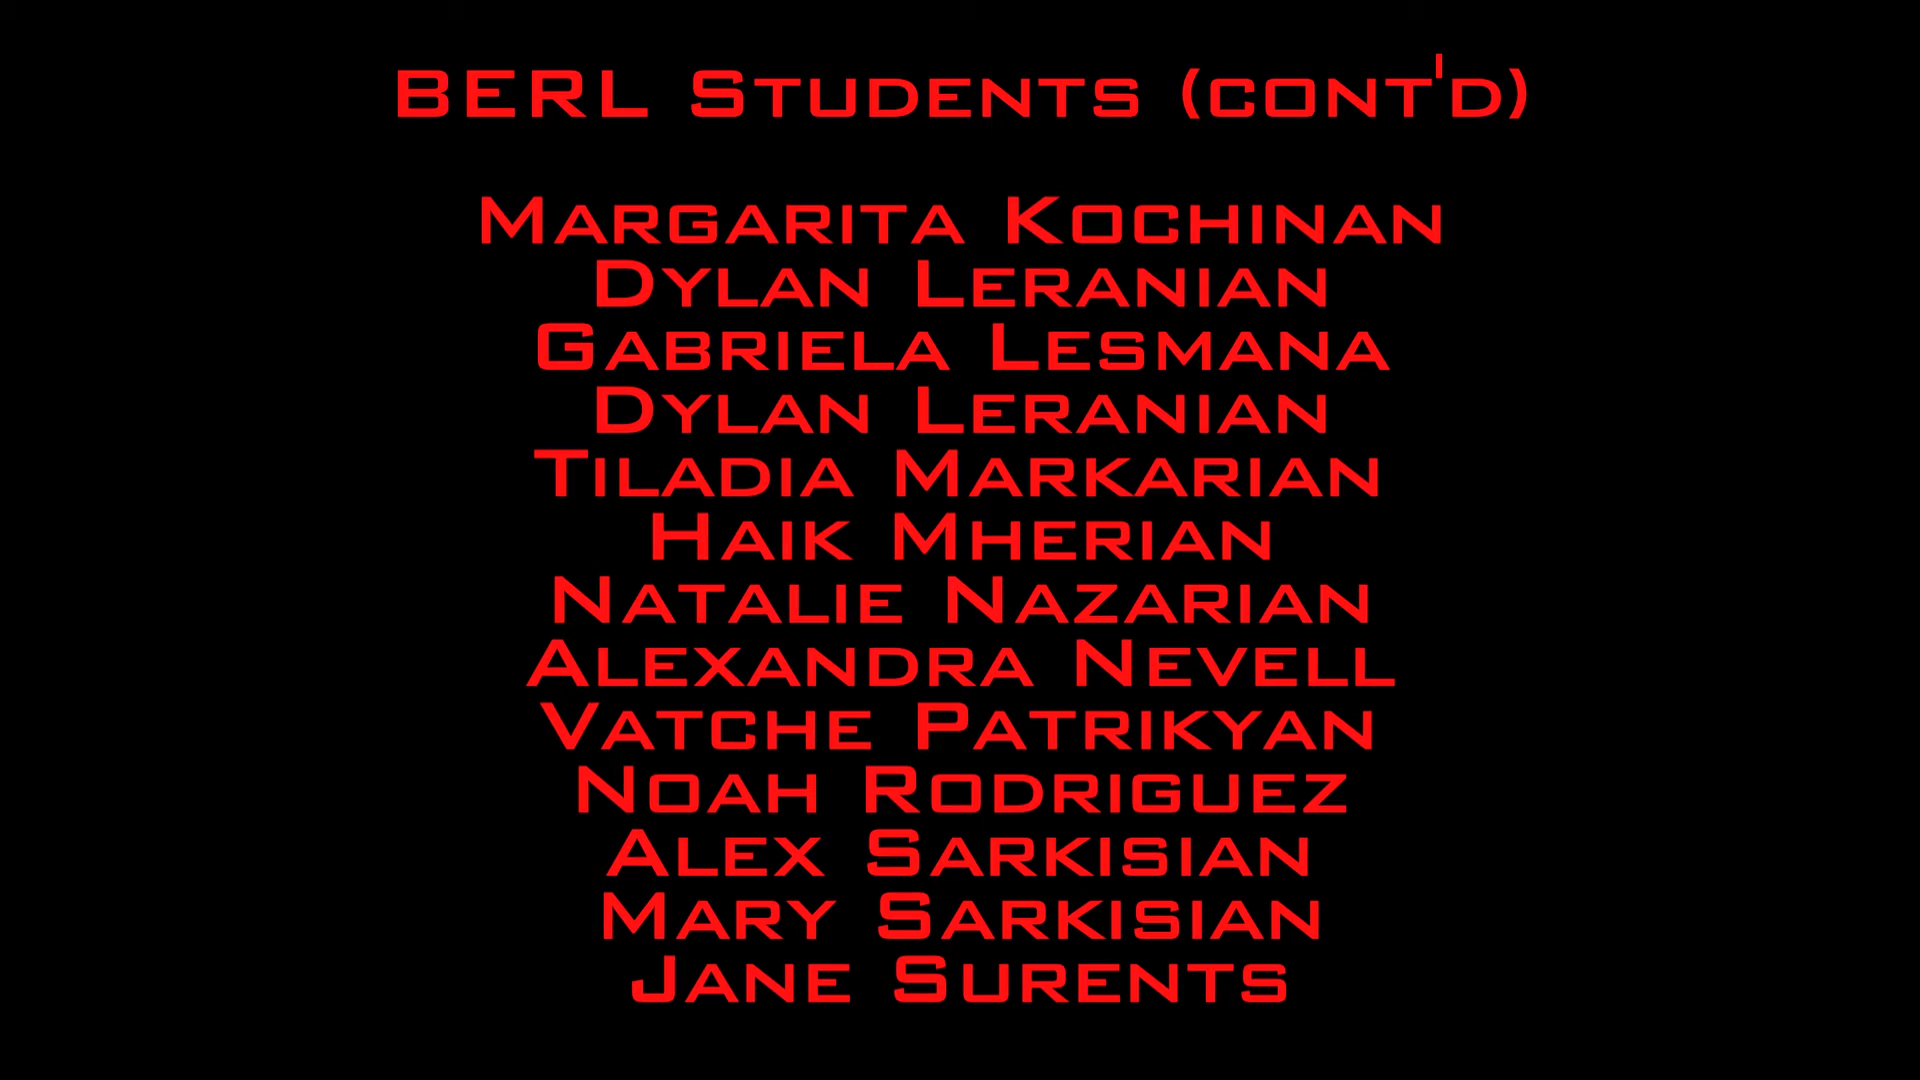 BERL Students (cont'd)
Margarita Kochinan
Dylan Leranian
Gabriela Lesmana
Dylan Leranian
Tiladia Markarian
Haik Mherian
Natalie Nazarian
Alexandra Nevell
Vatche Patrikyan
Noah Rodriguez
Alex Sarkisian
Mary Sarkisian
Jane Surents